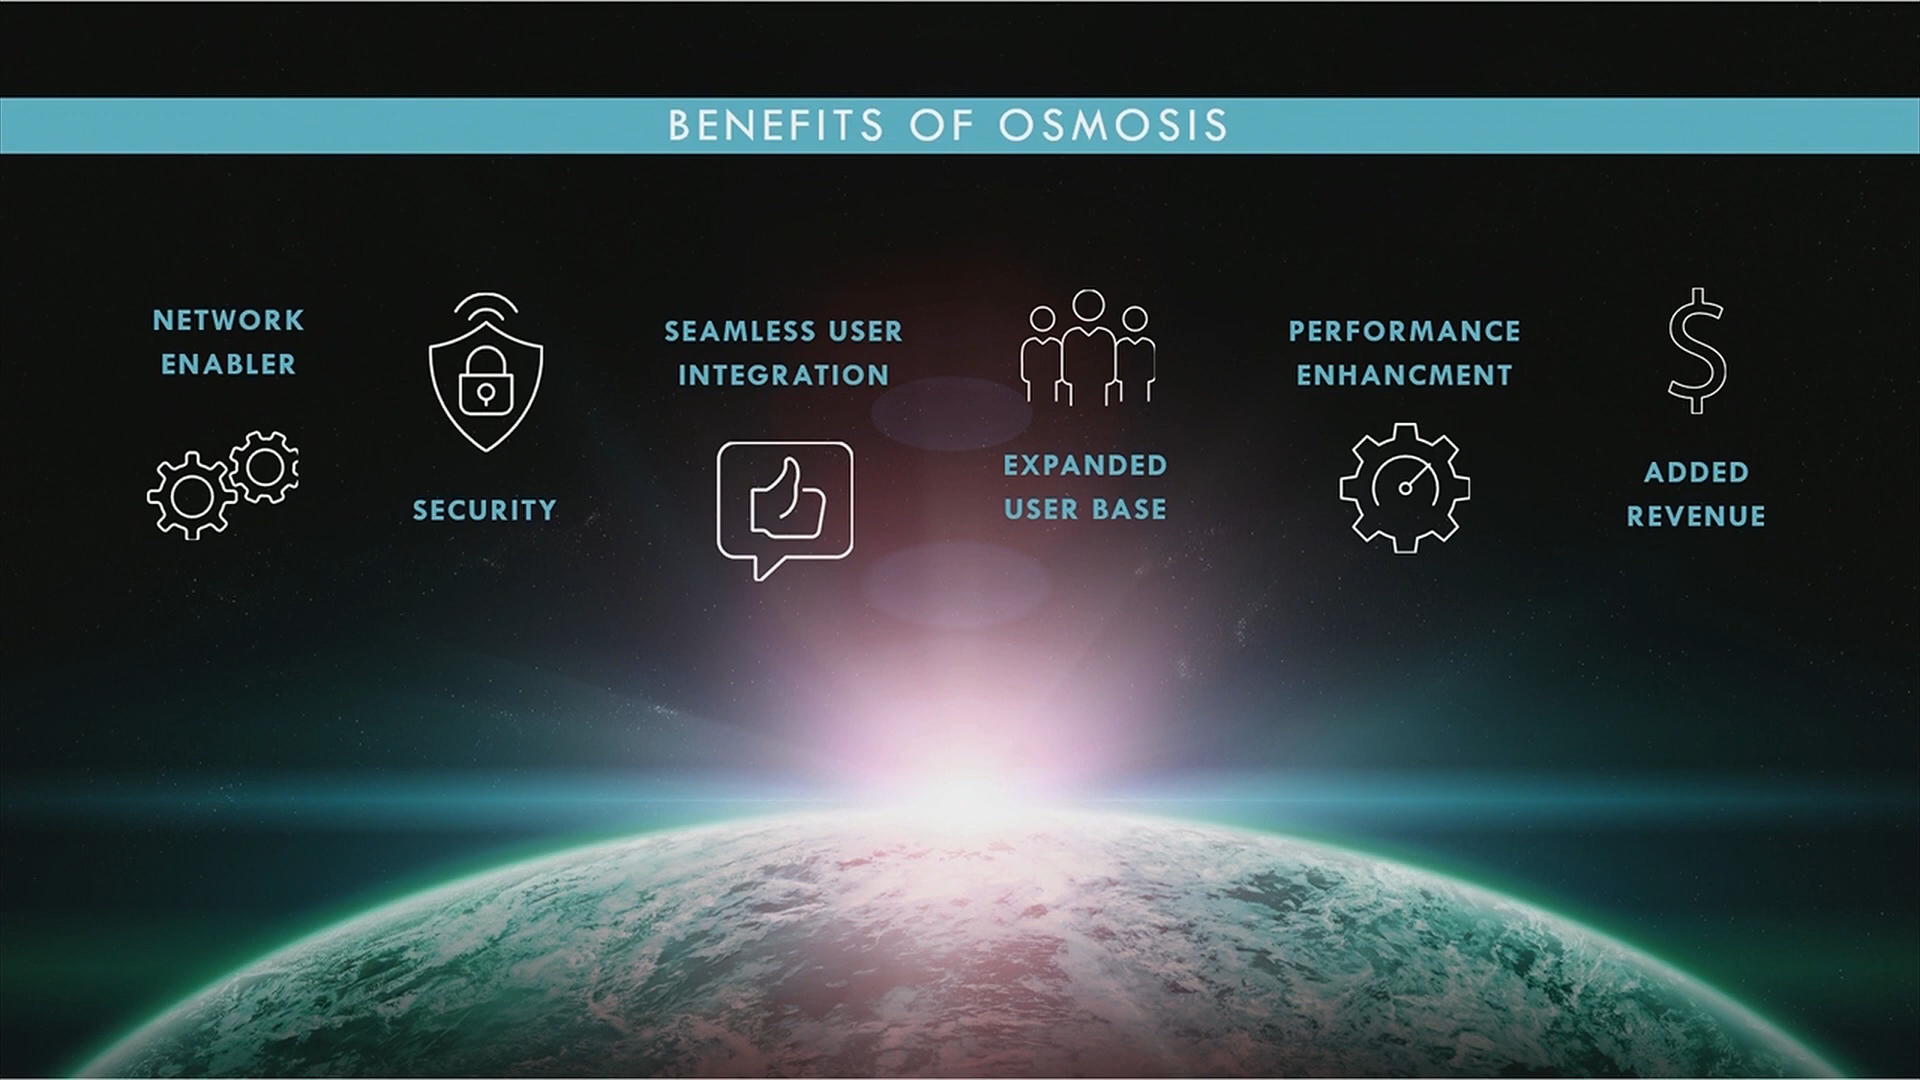 BENEFITS OF OSMOSIS
NETWORK
ENABLER
SECURITY
SEAMLESS USER
INTEGRATION
EXPANDED
USER BASE
PERFORMANCE
ENHANCMENT
ADDED
REVENUE